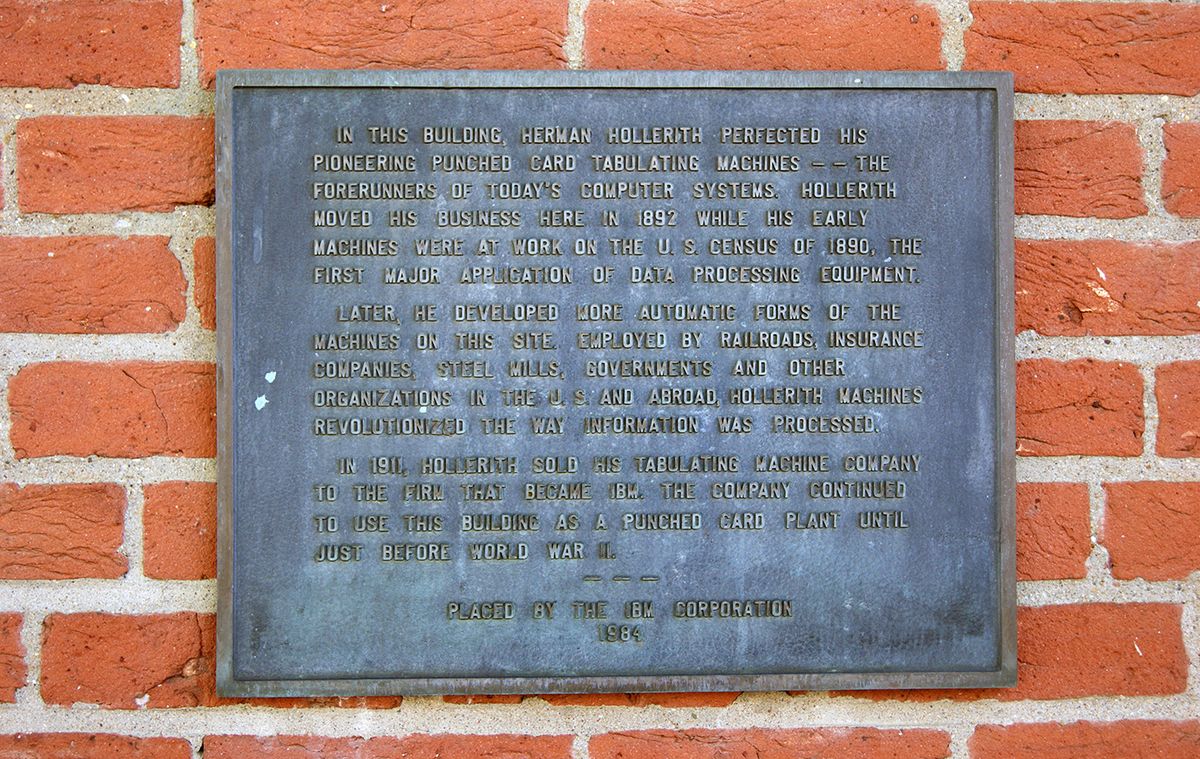 IN THIS BUILDING, HERMAN HOLLERITH PERFECTED HIS
PIONEERING PUNCHED CARD TABULATING MACHINES — — THE
FORERUNNERS OF TODAY'S COMPUTER SYSTEMS. HOLLERITH
MOVED HIS BUSINESS HERE IN 1892 WHILE HIS EARLY
MACHINES WERE AT WORK ON THE U. S. CENSUS OF 1890, THE
FIRST MAJOR APPLICATION OF DATA PROCESSING EQUIPMENT.
LATER, HE DEVELOPED MORE AUTOMATIC FORMS OF THE
MACHINES ON THIS SITE. EMPLOYED BY RAILROADS, INSURANCE
COMPANIES, STEEL MILLS, GOVERNMENTS AND OTHER
ORGANIZATIONS IN THE U. S. AND ABROAD, HOLLERITH MACHINES
REVOLUTIONIZED THE WAY INFORMATION WAS PROCESSED.
IN 1911, HOLLERITH SOLD HIS TABULATING MACHINE COMPANY
TO THE FIRM THAT BECAME IBM. THE COMPANY CONTINUED
TO USE THIS BUILDING AS A PUNCHED CARD PLANT UNTIL
JUST BEFORE WORLD WAR II.
— — —
PLACED BY THE IBM CORPORATION
1984